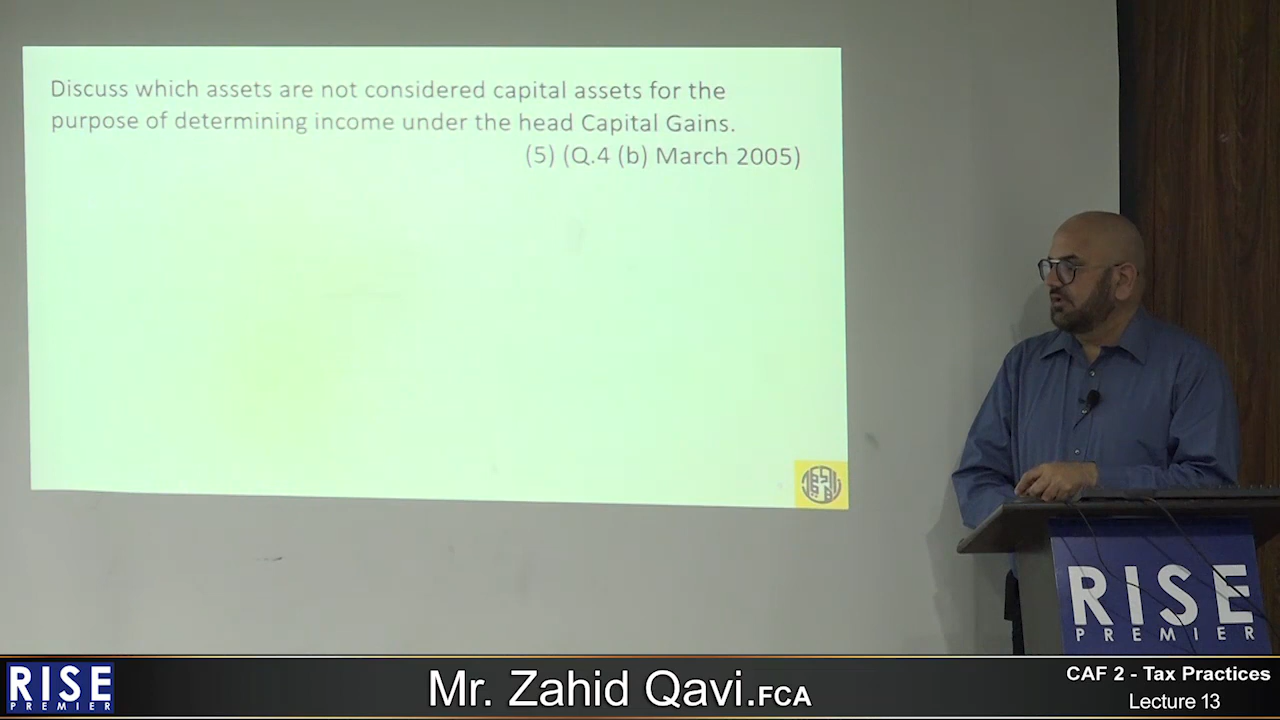 Discuss which assets are not considered capital assets for the
purpose of determining income under the head Capital Gains.
(5) (Q.4 (b) March 2005)
RISE
PREMIER
RISE
PREMIER
Mr. Zahid Qavi.FCA
CAF 2 - Tax Practices
Lecture 13